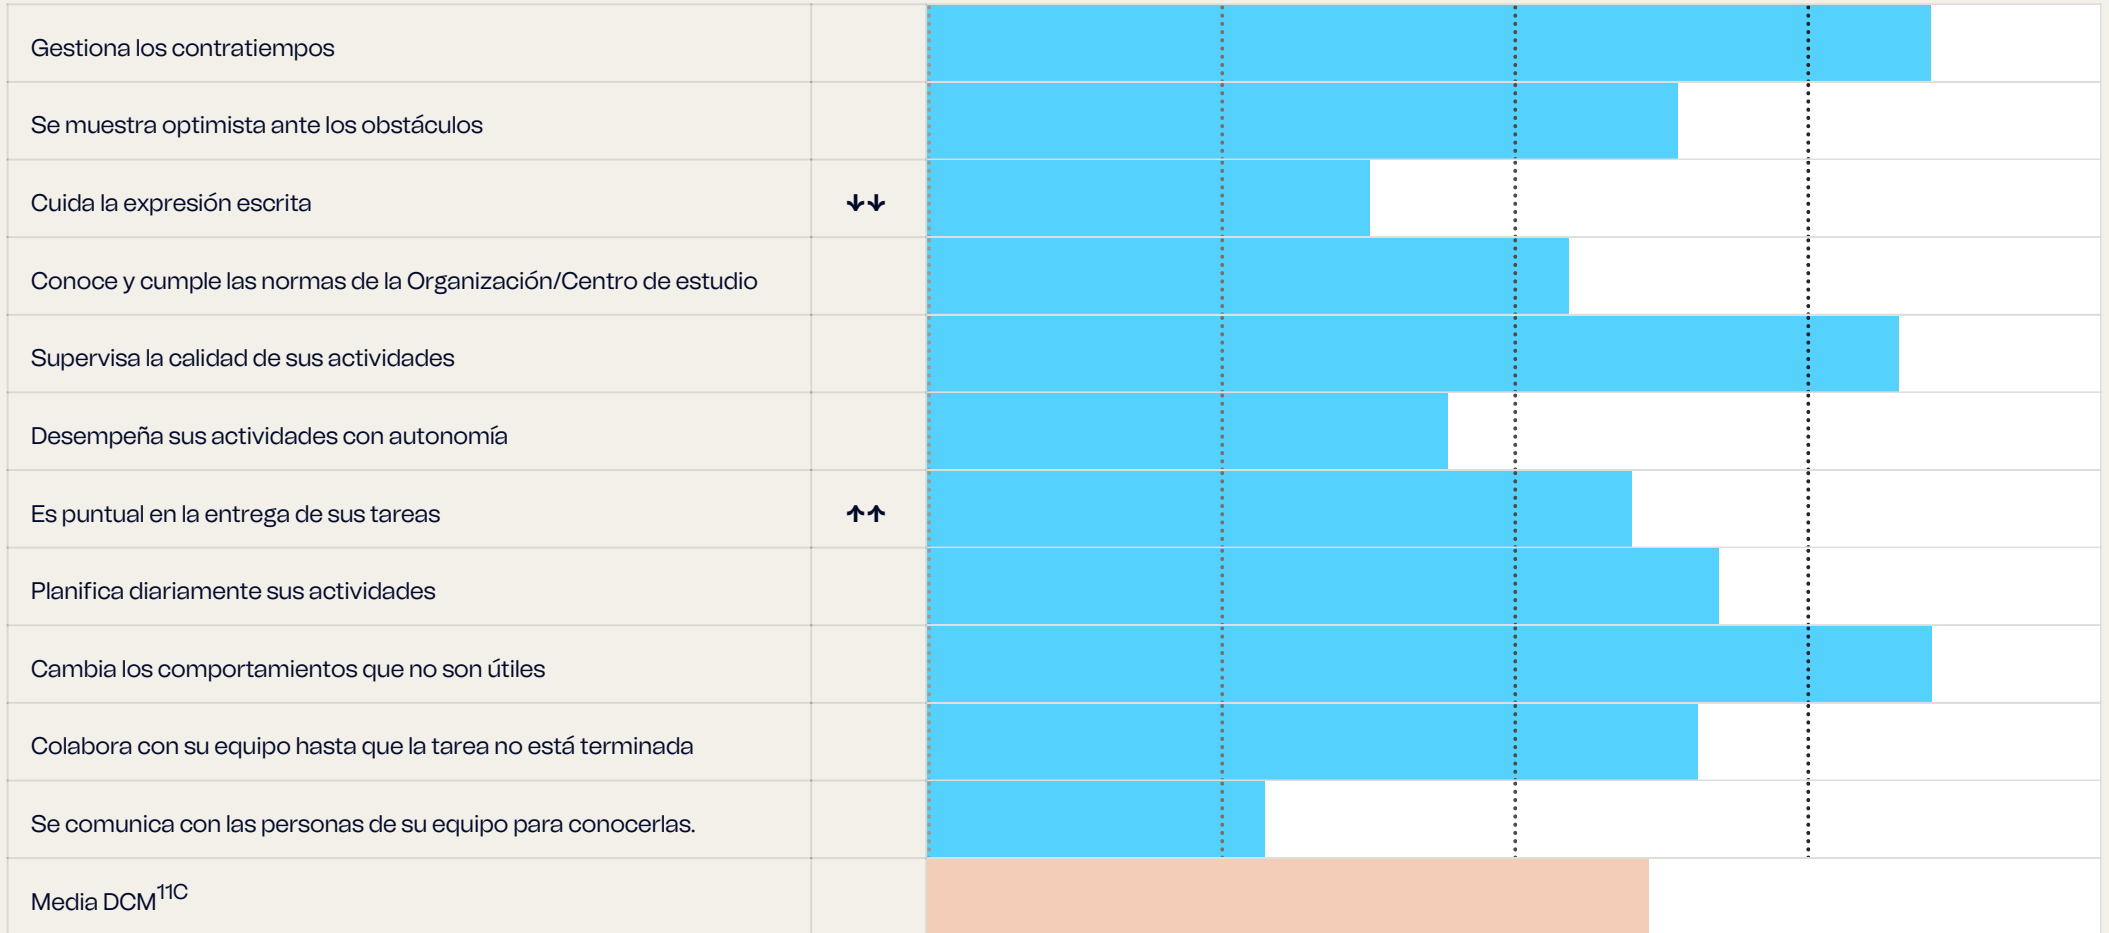 Gestiona los contratiempos
Se muestra optimista ante los obstáculos
Cuida la expresión escrita ↓↓
Conoce y cumple las normas de la Organización/Centro de estudio
Supervisa la calidad de sus actividades
Desempeña sus actividades con autonomía
Es puntual en la entrega de sus tareas ↑↑
Planifica diariamente sus actividades
Cambia los comportamientos que no son útiles
Colabora con su equipo hasta que la tarea no está terminada
Se comunica con las personas de su equipo para conocerlas.
Media DCM11C